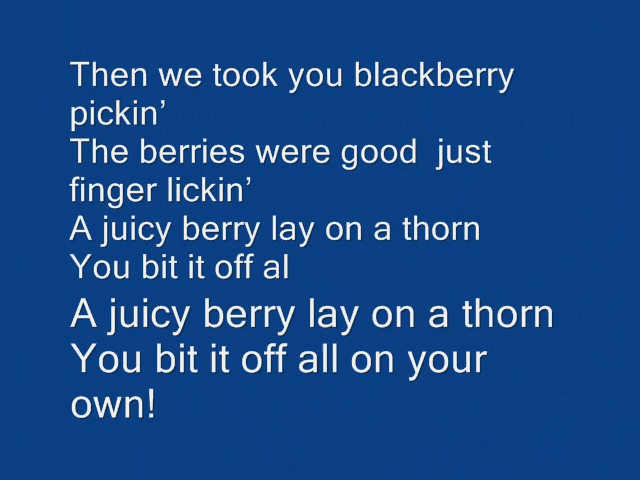 Then we took you blackberry
pickin’
The berries were good  just
finger lickin’
A juicy berry lay on a thorn
You bit it off al
A juicy berry lay on a thorn
You bit it off all on your
own!